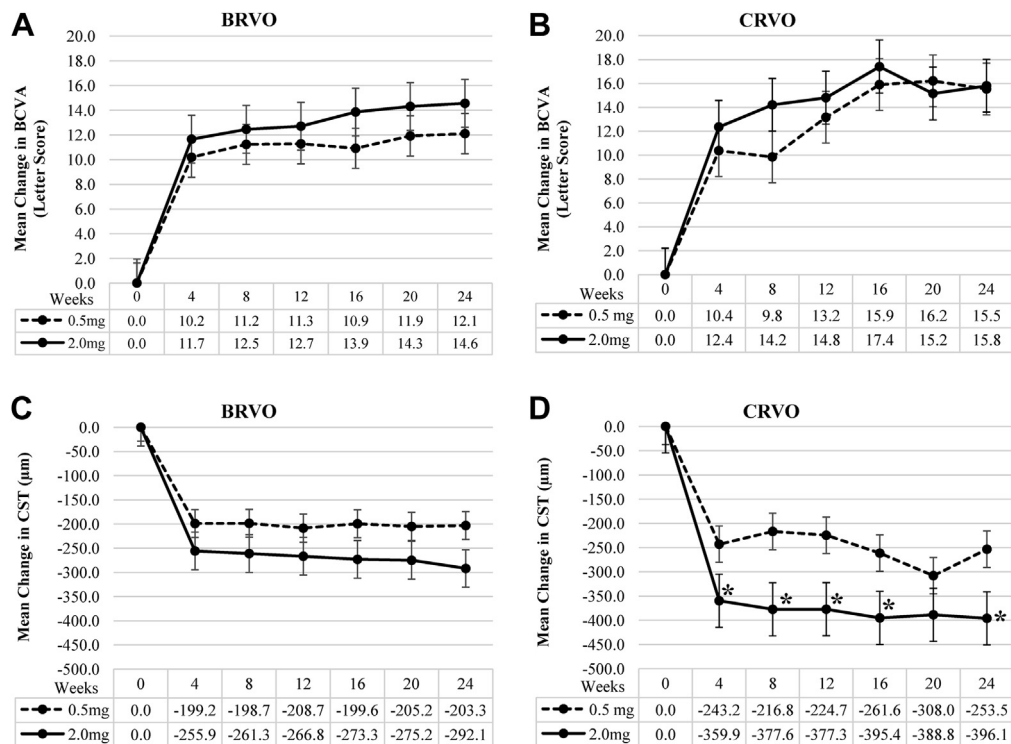 A
BRVO
Mean Change in BCVA
(Letter Score)
20.0
18.0
16.0
14.0
12.0
10.0
8.0
6.0
4.0
2.0
0.0
Weeks 0 4 8 12 16 20 24
0.5mg 0.0 10.2 11.2 11.3 10.9 11.9 12.1
2.0mg 0.0 11.7 12.5 12.7 13.9 14.3 14.6
B
CRVO
Mean Change in BCVA
(Letter Score)
20.0
18.0
16.0
14.0
12.0
10.0
8.0
6.0
4.0
2.0
0.0
Weeks 0 4 8 12 16 20 24
0.5 mg 0.0 10.4 9.8 13.2 15.9 16.2 15.5
2.0mg 0.0 12.4 14.2 14.8 17.4 15.2 15.8
C
BRVO
Mean Change in CST (µm)
0.0
-50.0
-100.0
-150.0
-200.0
-250.0
-300.0
-350.0
-400.0
-450.0
-500.0
Weeks 0 4 8 12 16 20 24
0.5mg 0.0 -199.2 -198.7 -208.7 -199.6 -205.2 -203.3
2.0mg 0.0 -255.9 -261.3 -266.8 -273.3 -275.2 -292.1
D
CRVO
Mean Change in CST (µm)
0.0
-50.0
-100.0
-150.0
-200.0
-250.0
-300.0
-350.0
-400.0
-450.0
-500.0
* * * * *
Weeks 0 4 8 12 16 20 24
0.5 mg 0.0 -243.2 -216.8 -224.7 -261.6 -308.0 -253.5
2.0mg 0.0 -359.9 -377.6 -377.3 -395.4 -388.8 -396.1